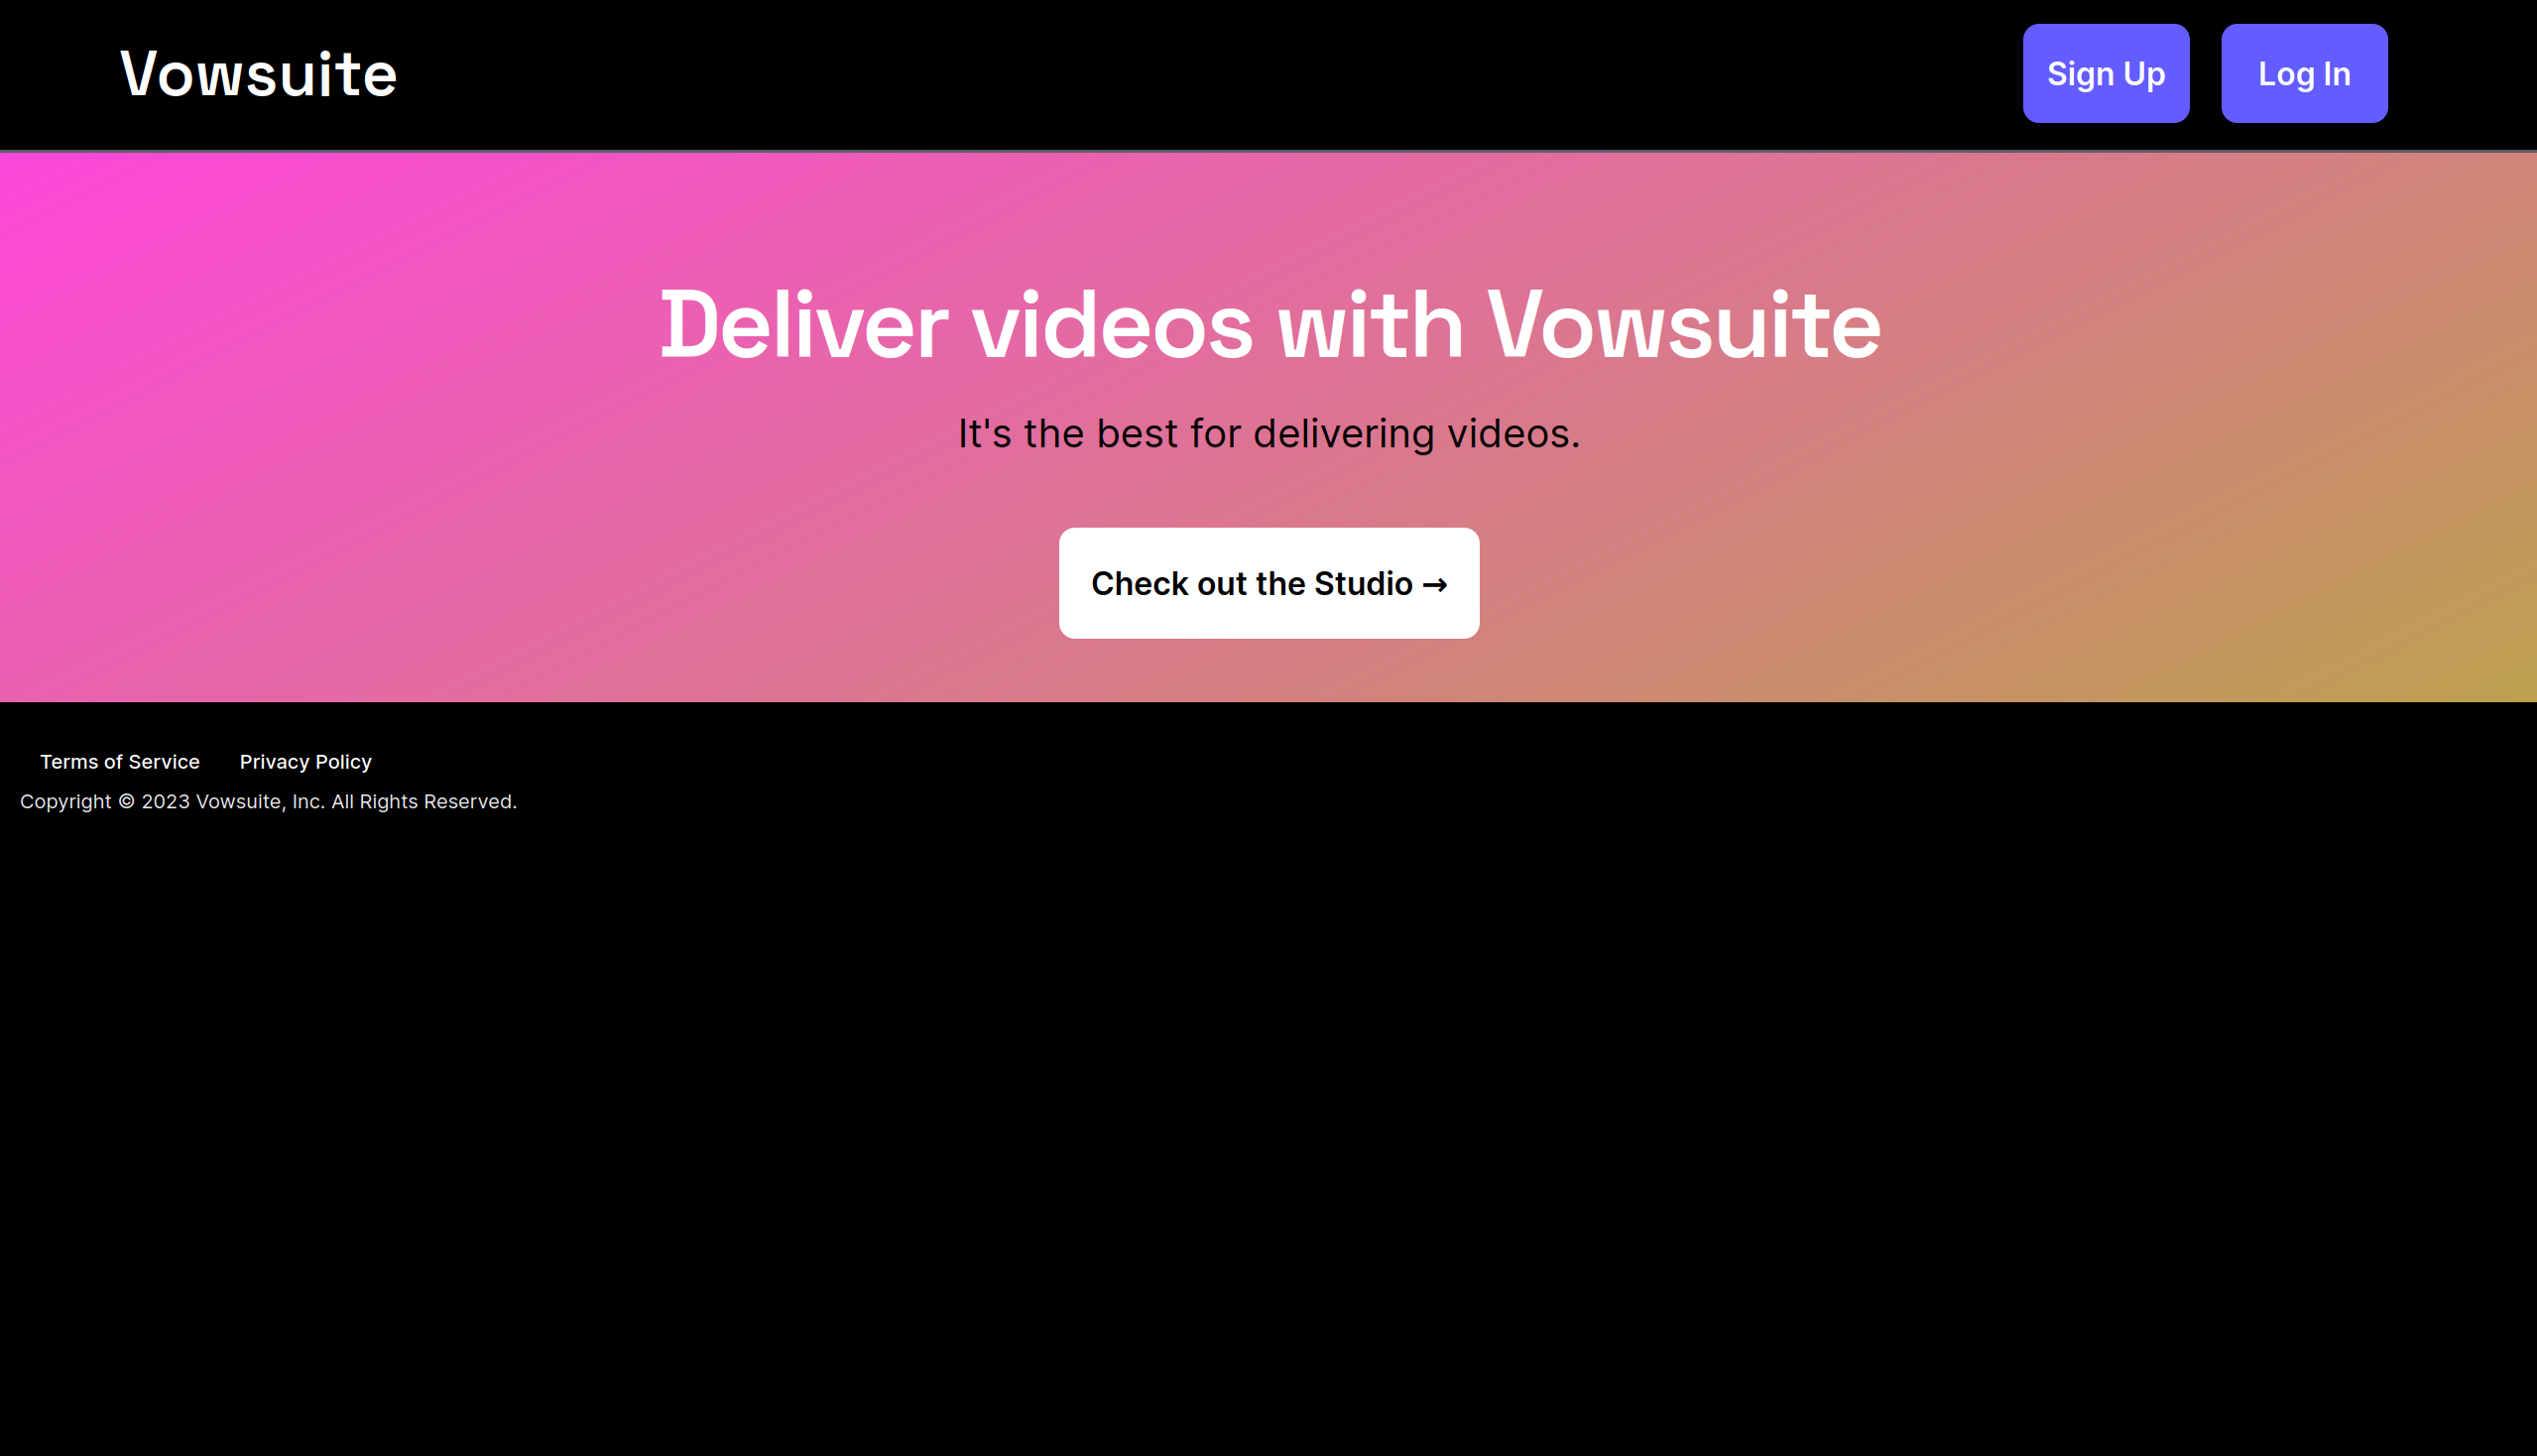 Vowsuite
Sign Up
Log In
Deliver videos with Vowsuite
It's the best for delivering videos.
Check out the Studio →
Terms of Service
Privacy Policy
Copyright © 2023 Vowsuite, Inc. All Rights Reserved.